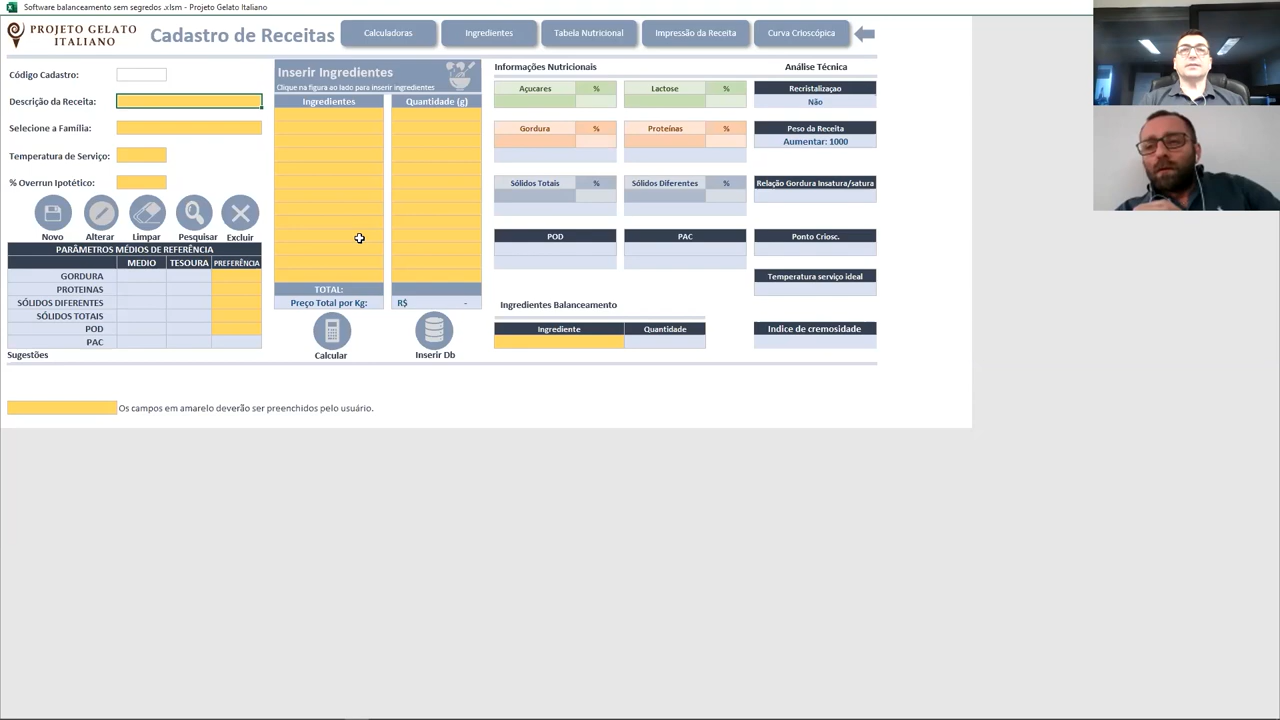 Software balanceamento sem segredos .xlsm - Projeto Gelato Italiano
PROJETO GELATO
ITALIANO
Cadastro de Receitas
Calculadoras
Ingredientes
Tabela Nutricional
Impressão da Receita
Curva Crioscópica
Código Cadastro:
Descrição da Receita:
Selecione a Família:
Temperatura de Serviço:
% Overrun Ipotético:
Novo
Alterar
Limpar
Pesquisar
Excluir
PARÂMETROS MÉDIOS DE REFERÊNCIA
MEDIO TESOURA PREFERÊNCIA
GORDURA
PROTEINAS
SÓLIDOS DIFERENTES
SÓLIDOS TOTAIS
POD
PAC
Sugestões
Inserir Ingredientes
Clique na figura ao lado para inserir ingredientes
Ingredientes Quantidade (g)
TOTAL:
Preço Total por Kg: R$ -
Calcular
Inserir Db
Informações Nutricionais
Açucares %
Lactose %
Gordura %
Proteínas %
Sólidos Totais %
Sólidos Diferentes %
POD
PAC
Ingredientes Balanceamento
Ingrediente Quantidade
Análise Técnica
Recristalizaçao
Não
Peso da Receita
Aumentar: 1000
Relação Gordura Insatura/satura
Ponto Criosc.
Temperatura serviço ideal
Indice de cremosidade
Os campos em amarelo deverão ser preenchidos pelo usuário.